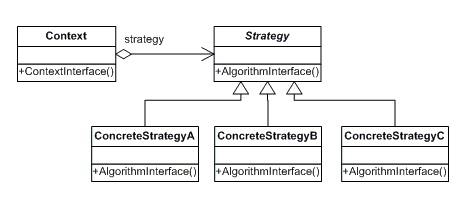 Context
strategy
Strategy
+ContextInterface()
+AlgorithmInterface()
ConcreteStrategyA
ConcreteStrategyB
ConcreteStrategyC
+AlgorithmInterface()
+AlgorithmInterface()
+AlgorithmInterface()